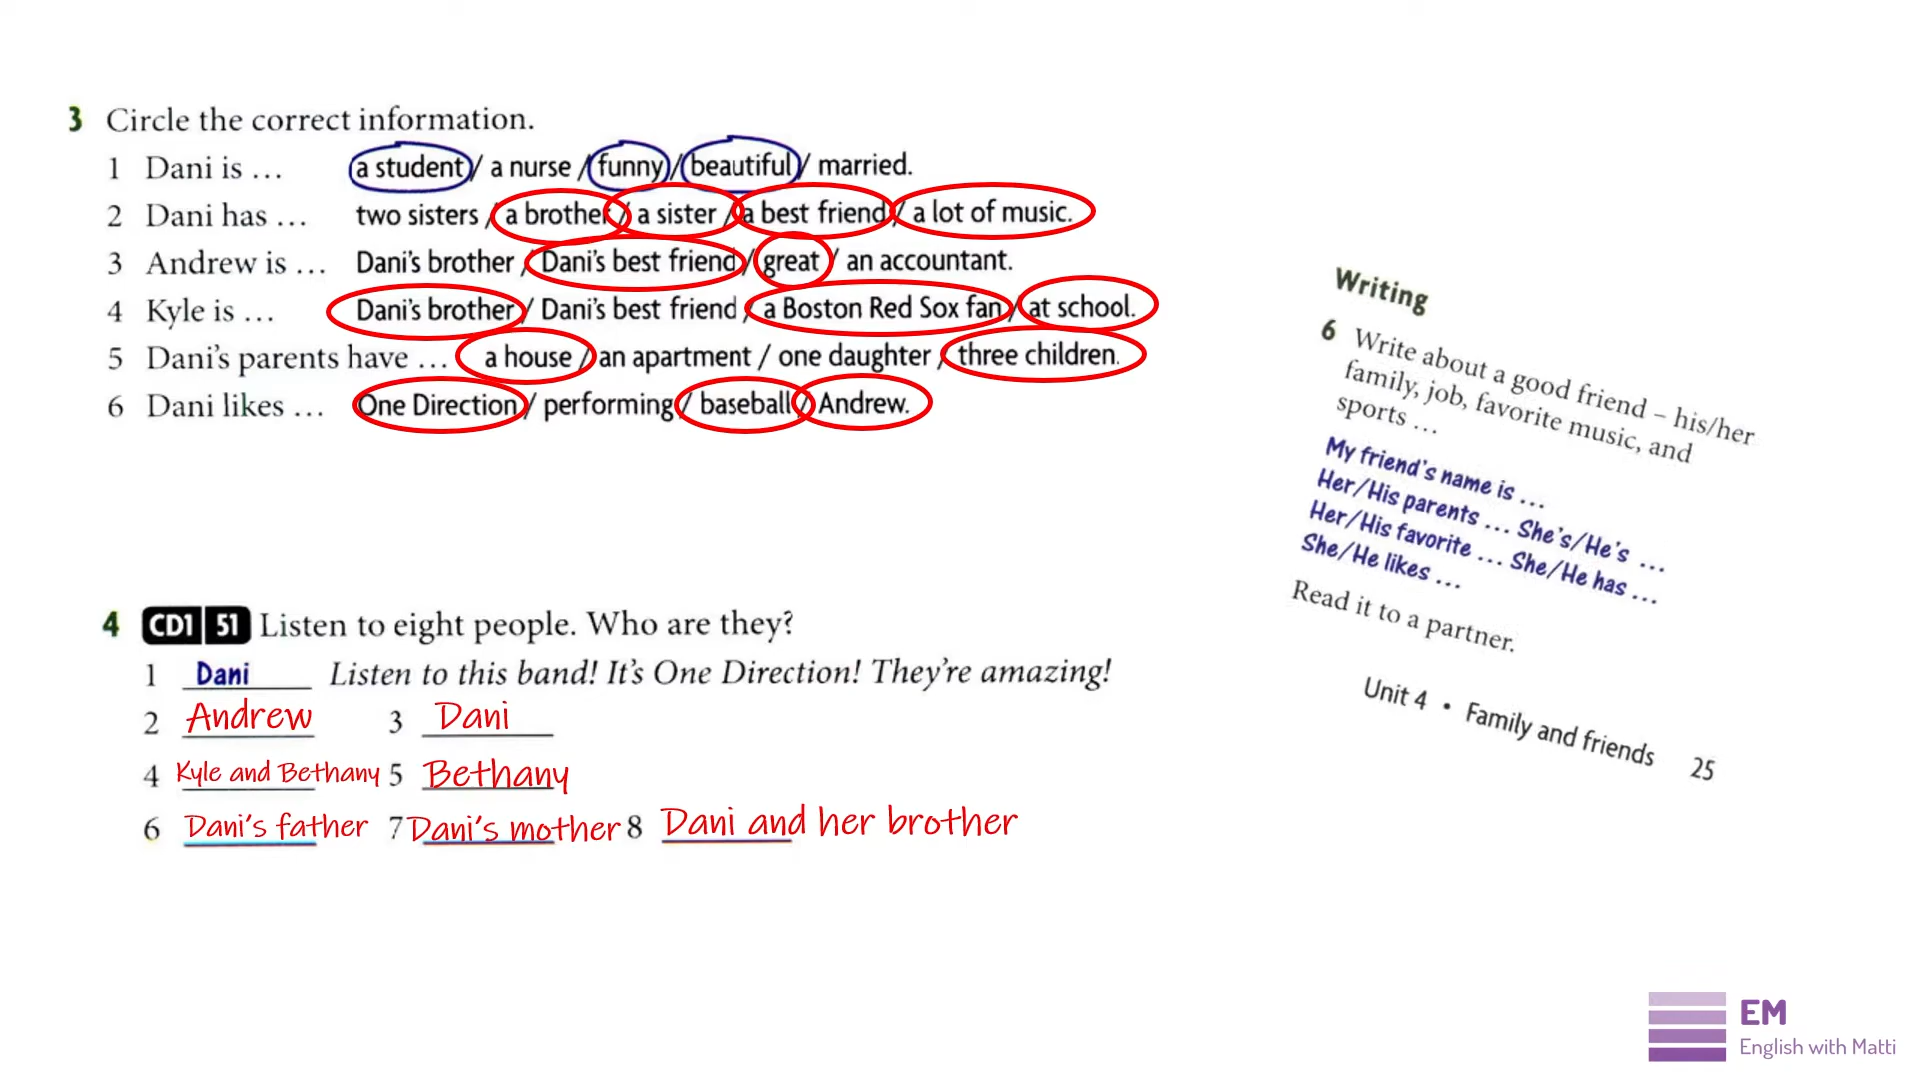 3 Circle the correct information.
1 Dani is … a student / a nurse / funny / beautiful / married.
2 Dani has … two sisters / a brother / a sister / a best friend / a lot of music.
3 Andrew is … Dani's brother / Dani's best friend / great / an accountant.
4 Kyle is … Dani's brother / Dani's best friend / a Boston Red Sox fan / at school.
5 Dani's parents have … a house / an apartment / one daughter / three children.
6 Dani likes … One Direction / performing / baseball / Andrew.
4 CD1 51 Listen to eight people. Who are they?
1 Dani Listen to this band! It's One Direction! They're amazing!
2 Andrew 3 Dani
4 Kyle and Bethany 5 Bethany
6 Dani's father 7 Dani's mother 8 Dani and her brother
Writing
6 Write about a good friend – his/her
family, job, favorite music, and
sports …
My friend's name is …
Her/His parents … She's/He's …
Her/His favorite … She/He has …
She/He likes …
Read it to a partner.
Unit 4 • Family and friends 25
EM
English with Matti